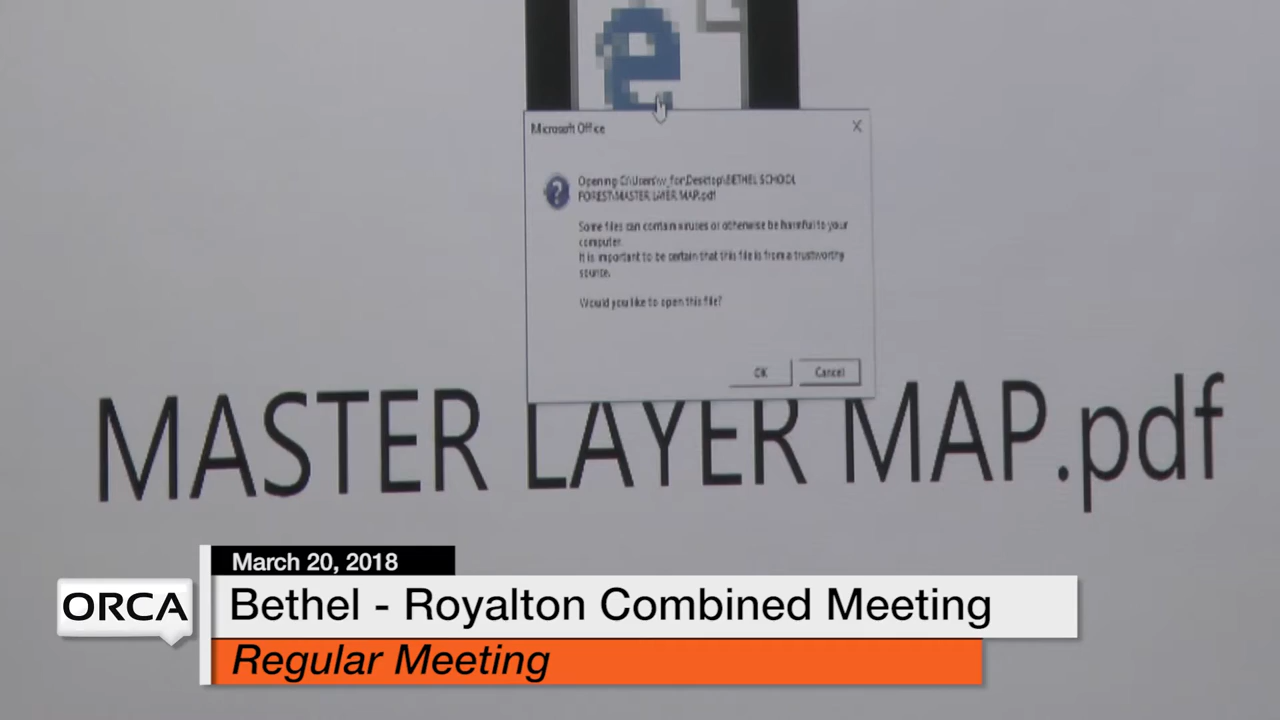 Microsoft Office
Opening C:\Users\w_for\Desktop\BETHEL SCHOOL
FOREST\MASTER LAYER MAP.pdf
Some files can contain viruses or otherwise be harmful to your
computer.
It is important to be certain that this file is from a trustworthy
source.
Would you like to open this file?
OK Cancel
MASTER LAYER MAP.pdf
March 20, 2018
ORCA
Bethel - Royalton Combined Meeting
Regular Meeting